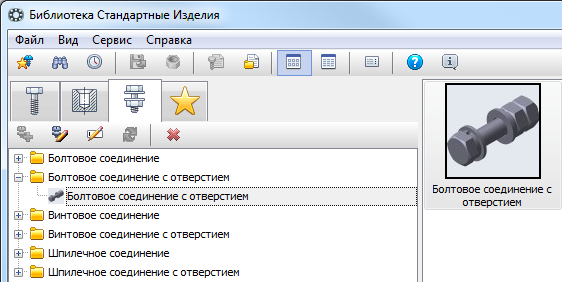 Библиотека Стандартные Изделия
Файл Вид Сервис Справка
Болтовое соединение
Болтовое соединение с отверстием
Болтовое соединение с отверстием
Винтовое соединение
Винтовое соединение с отверстием
Шпилечное соединение
Шпилечное соединение с отверстием
Болтовое соединение с
отверстием